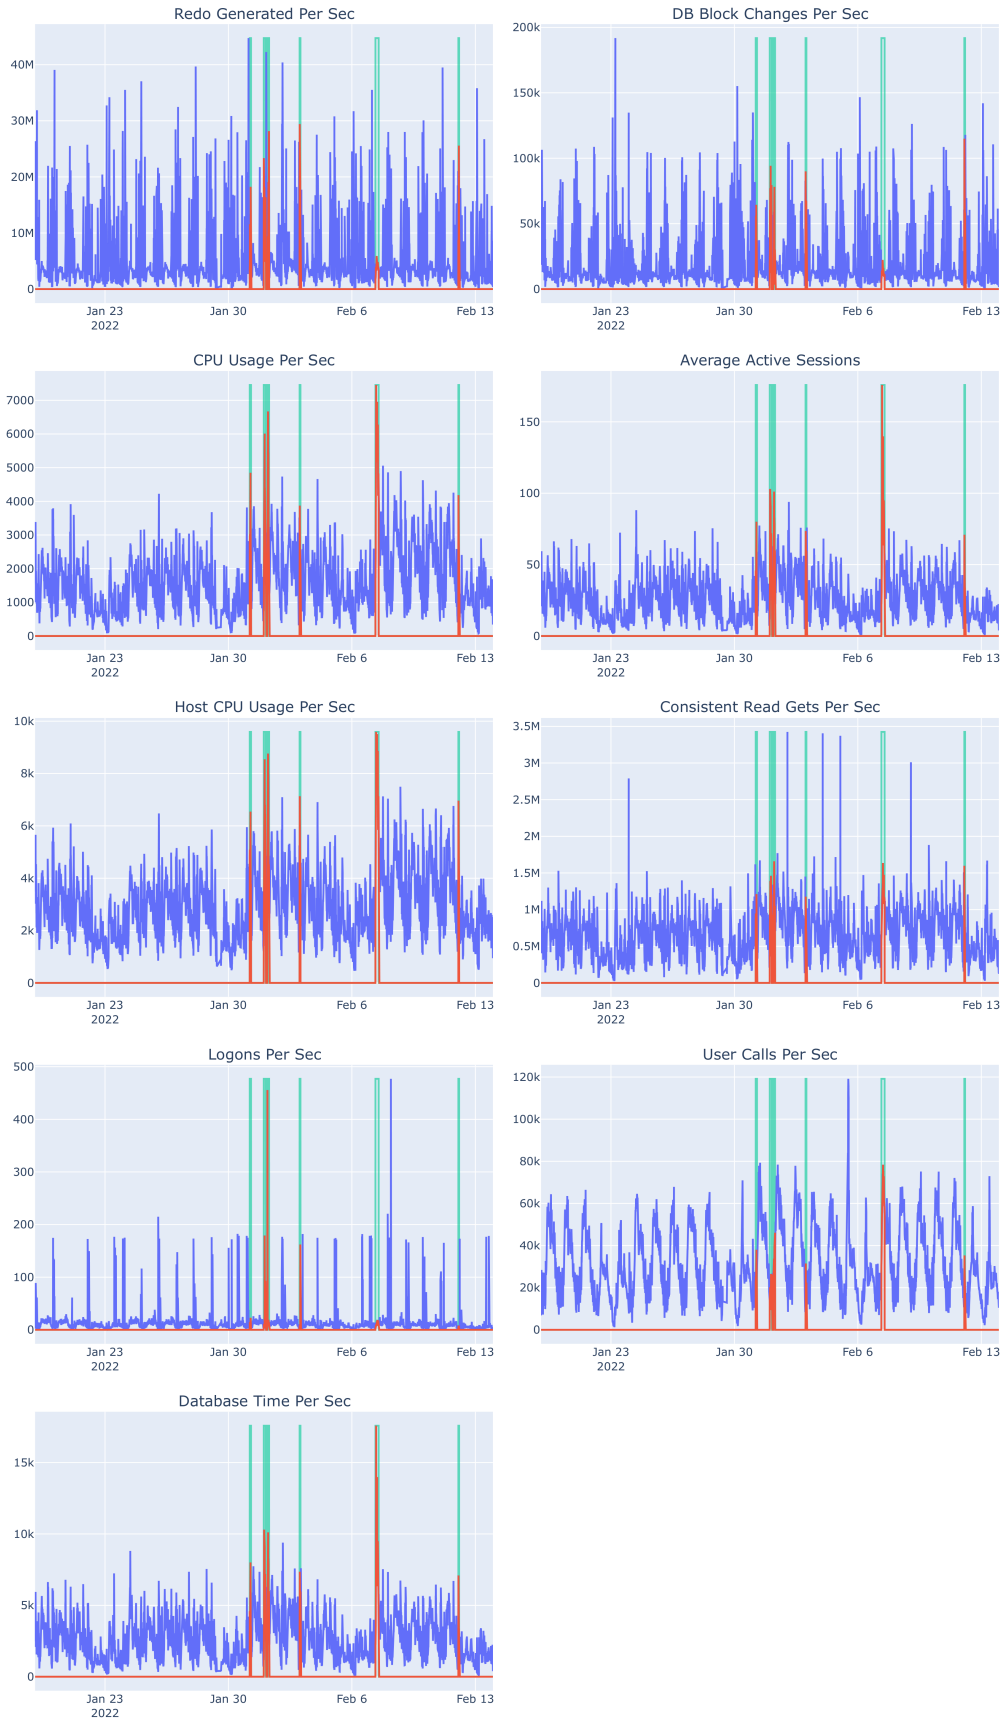 Redo Generated Per Sec
DB Block Changes Per Sec
40M
30M
20M
10M
0
Jan 23
2022
Jan 30
Feb 6
Feb 13
200k
150k
100k
50k
0
Jan 23
2022
Jan 30
Feb 6
Feb 13
CPU Usage Per Sec
Average Active Sessions
7000
6000
5000
4000
3000
2000
1000
0
Jan 23
2022
Jan 30
Feb 6
Feb 13
150
100
50
0
Jan 23
2022
Jan 30
Feb 6
Feb 13
Host CPU Usage Per Sec
Consistent Read Gets Per Sec
10k
8k
6k
4k
2k
0
Jan 23
2022
Jan 30
Feb 6
Feb 13
3.5M
3M
2.5M
2M
1.5M
1M
0.5M
0
Jan 23
2022
Jan 30
Feb 6
Feb 13
Logons Per Sec
User Calls Per Sec
500
400
300
200
100
0
Jan 23
2022
Jan 30
Feb 6
Feb 13
120k
100k
80k
60k
40k
20k
0
Jan 23
2022
Jan 30
Feb 6
Feb 13
Database Time Per Sec
15k
10k
5k
0
Jan 23
2022
Jan 30
Feb 6
Feb 13